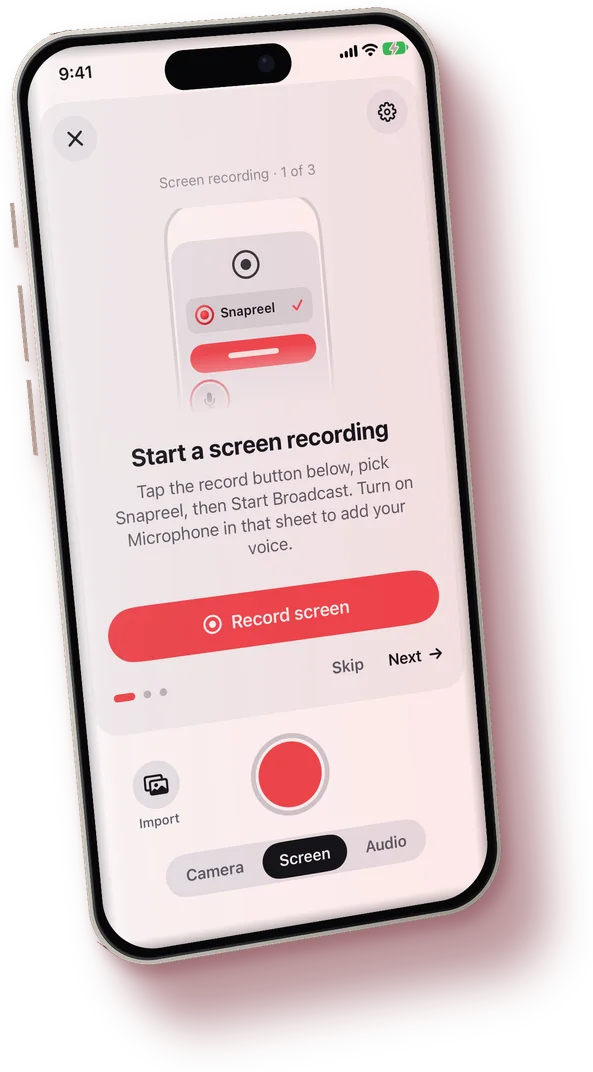 9:41
Screen recording · 1 of 3
Snapreel
Start a screen recording
Tap the record button below, pick
Snapreel, then Start Broadcast. Turn on
Microphone in that sheet to add your
voice.
Record screen
Skip
Next →
Import
Camera
Screen
Audio